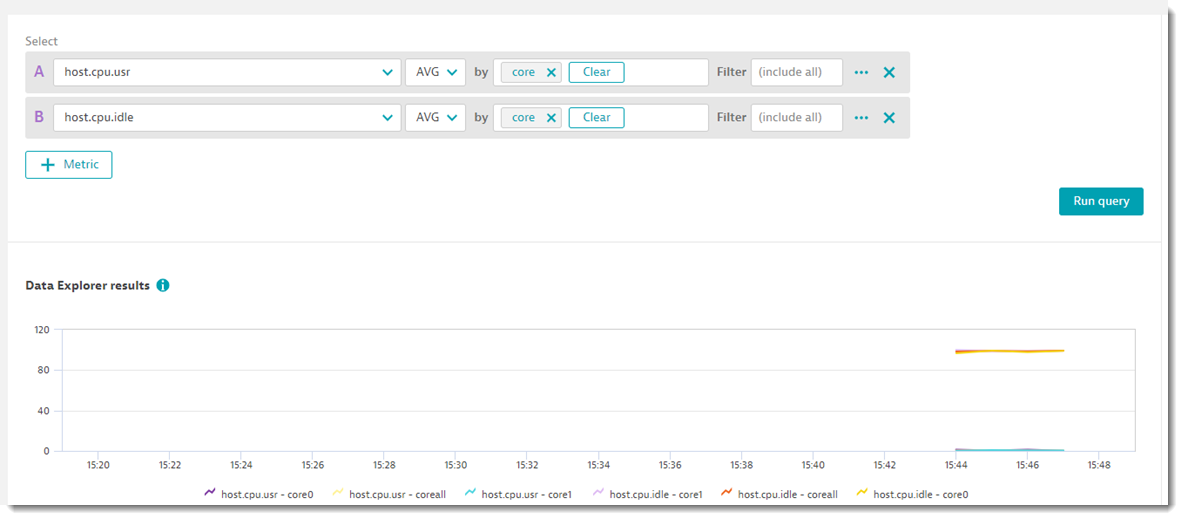 Select
A host.cpu.usr AVG by core Clear Filter (include all)
B host.cpu.idle AVG by core Clear Filter (include all)
Metric
Run query
Data Explorer results
120
80
40
0
15:20 15:22 15:24 15:26 15:28 15:30 15:32 15:34 15:36 15:38 15:40 15:42 15:44 15:46 15:48
host.cpu.usr - core0 host.cpu.usr - coreall host.cpu.usr - core1 host.cpu.idle - core1 host.cpu.idle - coreall host.cpu.idle - core0